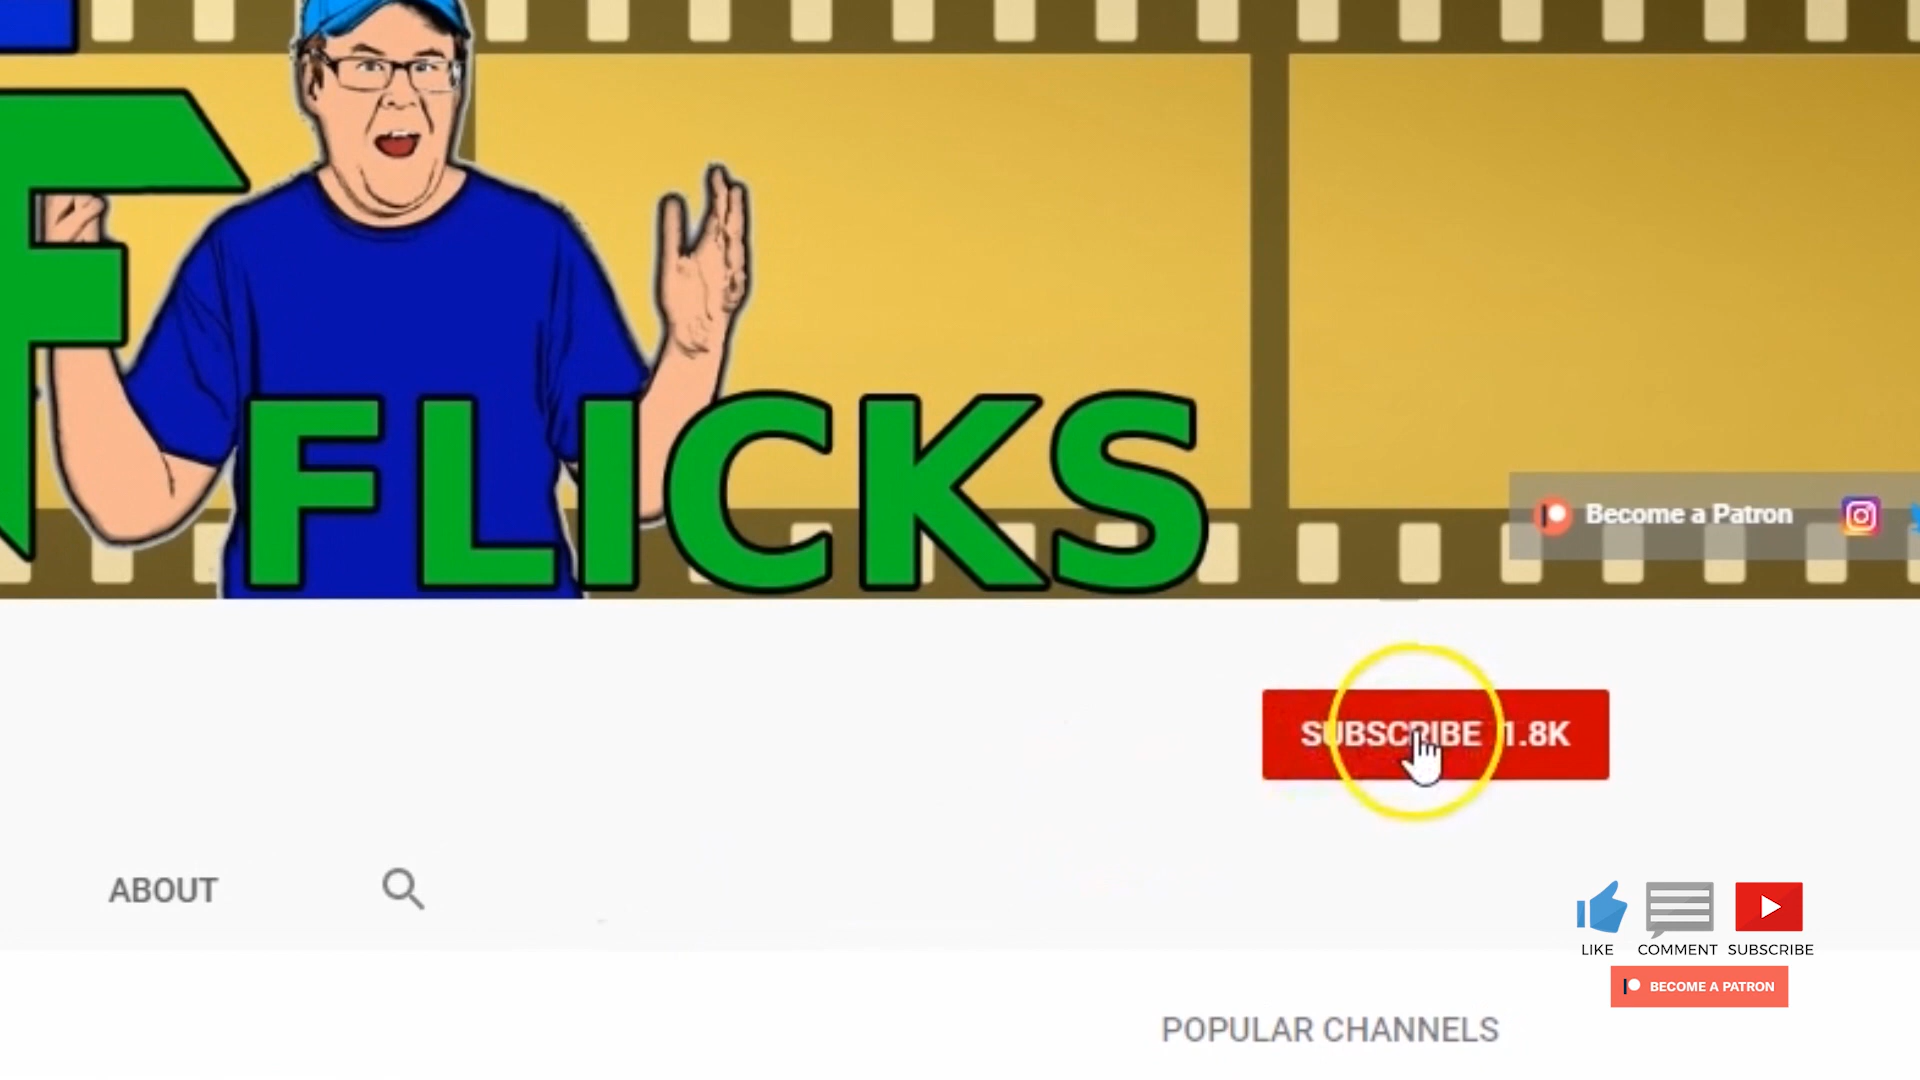 F
FLICKS
Become a Patron
SUBSCRIBE 1.8K
ABOUT
LIKE COMMENT SUBSCRIBE
BECOME A PATRON
POPULAR CHANNELS